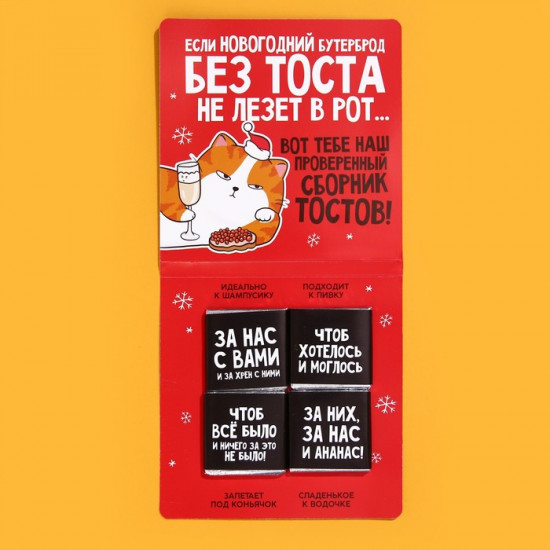 ЕСЛИ НОВОГОДНИЙ БУТЕРБРОД
БЕЗ ТОСТА
НЕ ЛЕЗЕТ В РОТ...
ВОТ ТЕБЕ НАШ
ПРОВЕРЕННЫЙ
СБОРНИК
ТОСТОВ!
ИДЕАЛЬНО
К ШАМПУСИКУ
ПОДХОДИТ
К ПИВКУ
ЗА НАС
С ВАМИ
И ЗА ХРЕН С НИМИ
ЧТОБ
ХОТЕЛОСЬ
И МОГЛОСЬ
ЧТОБ
ВСЁ БЫЛО
И НИЧЕГО ЗА ЭТО
НЕ БЫЛО!
ЗА НИХ,
ЗА НАС
И АНАНАС!
ЗАЛЕТАЕТ
ПОД КОНЬЯЧОК
СЛАДЕНЬКОЕ
К ВОДОЧКЕ